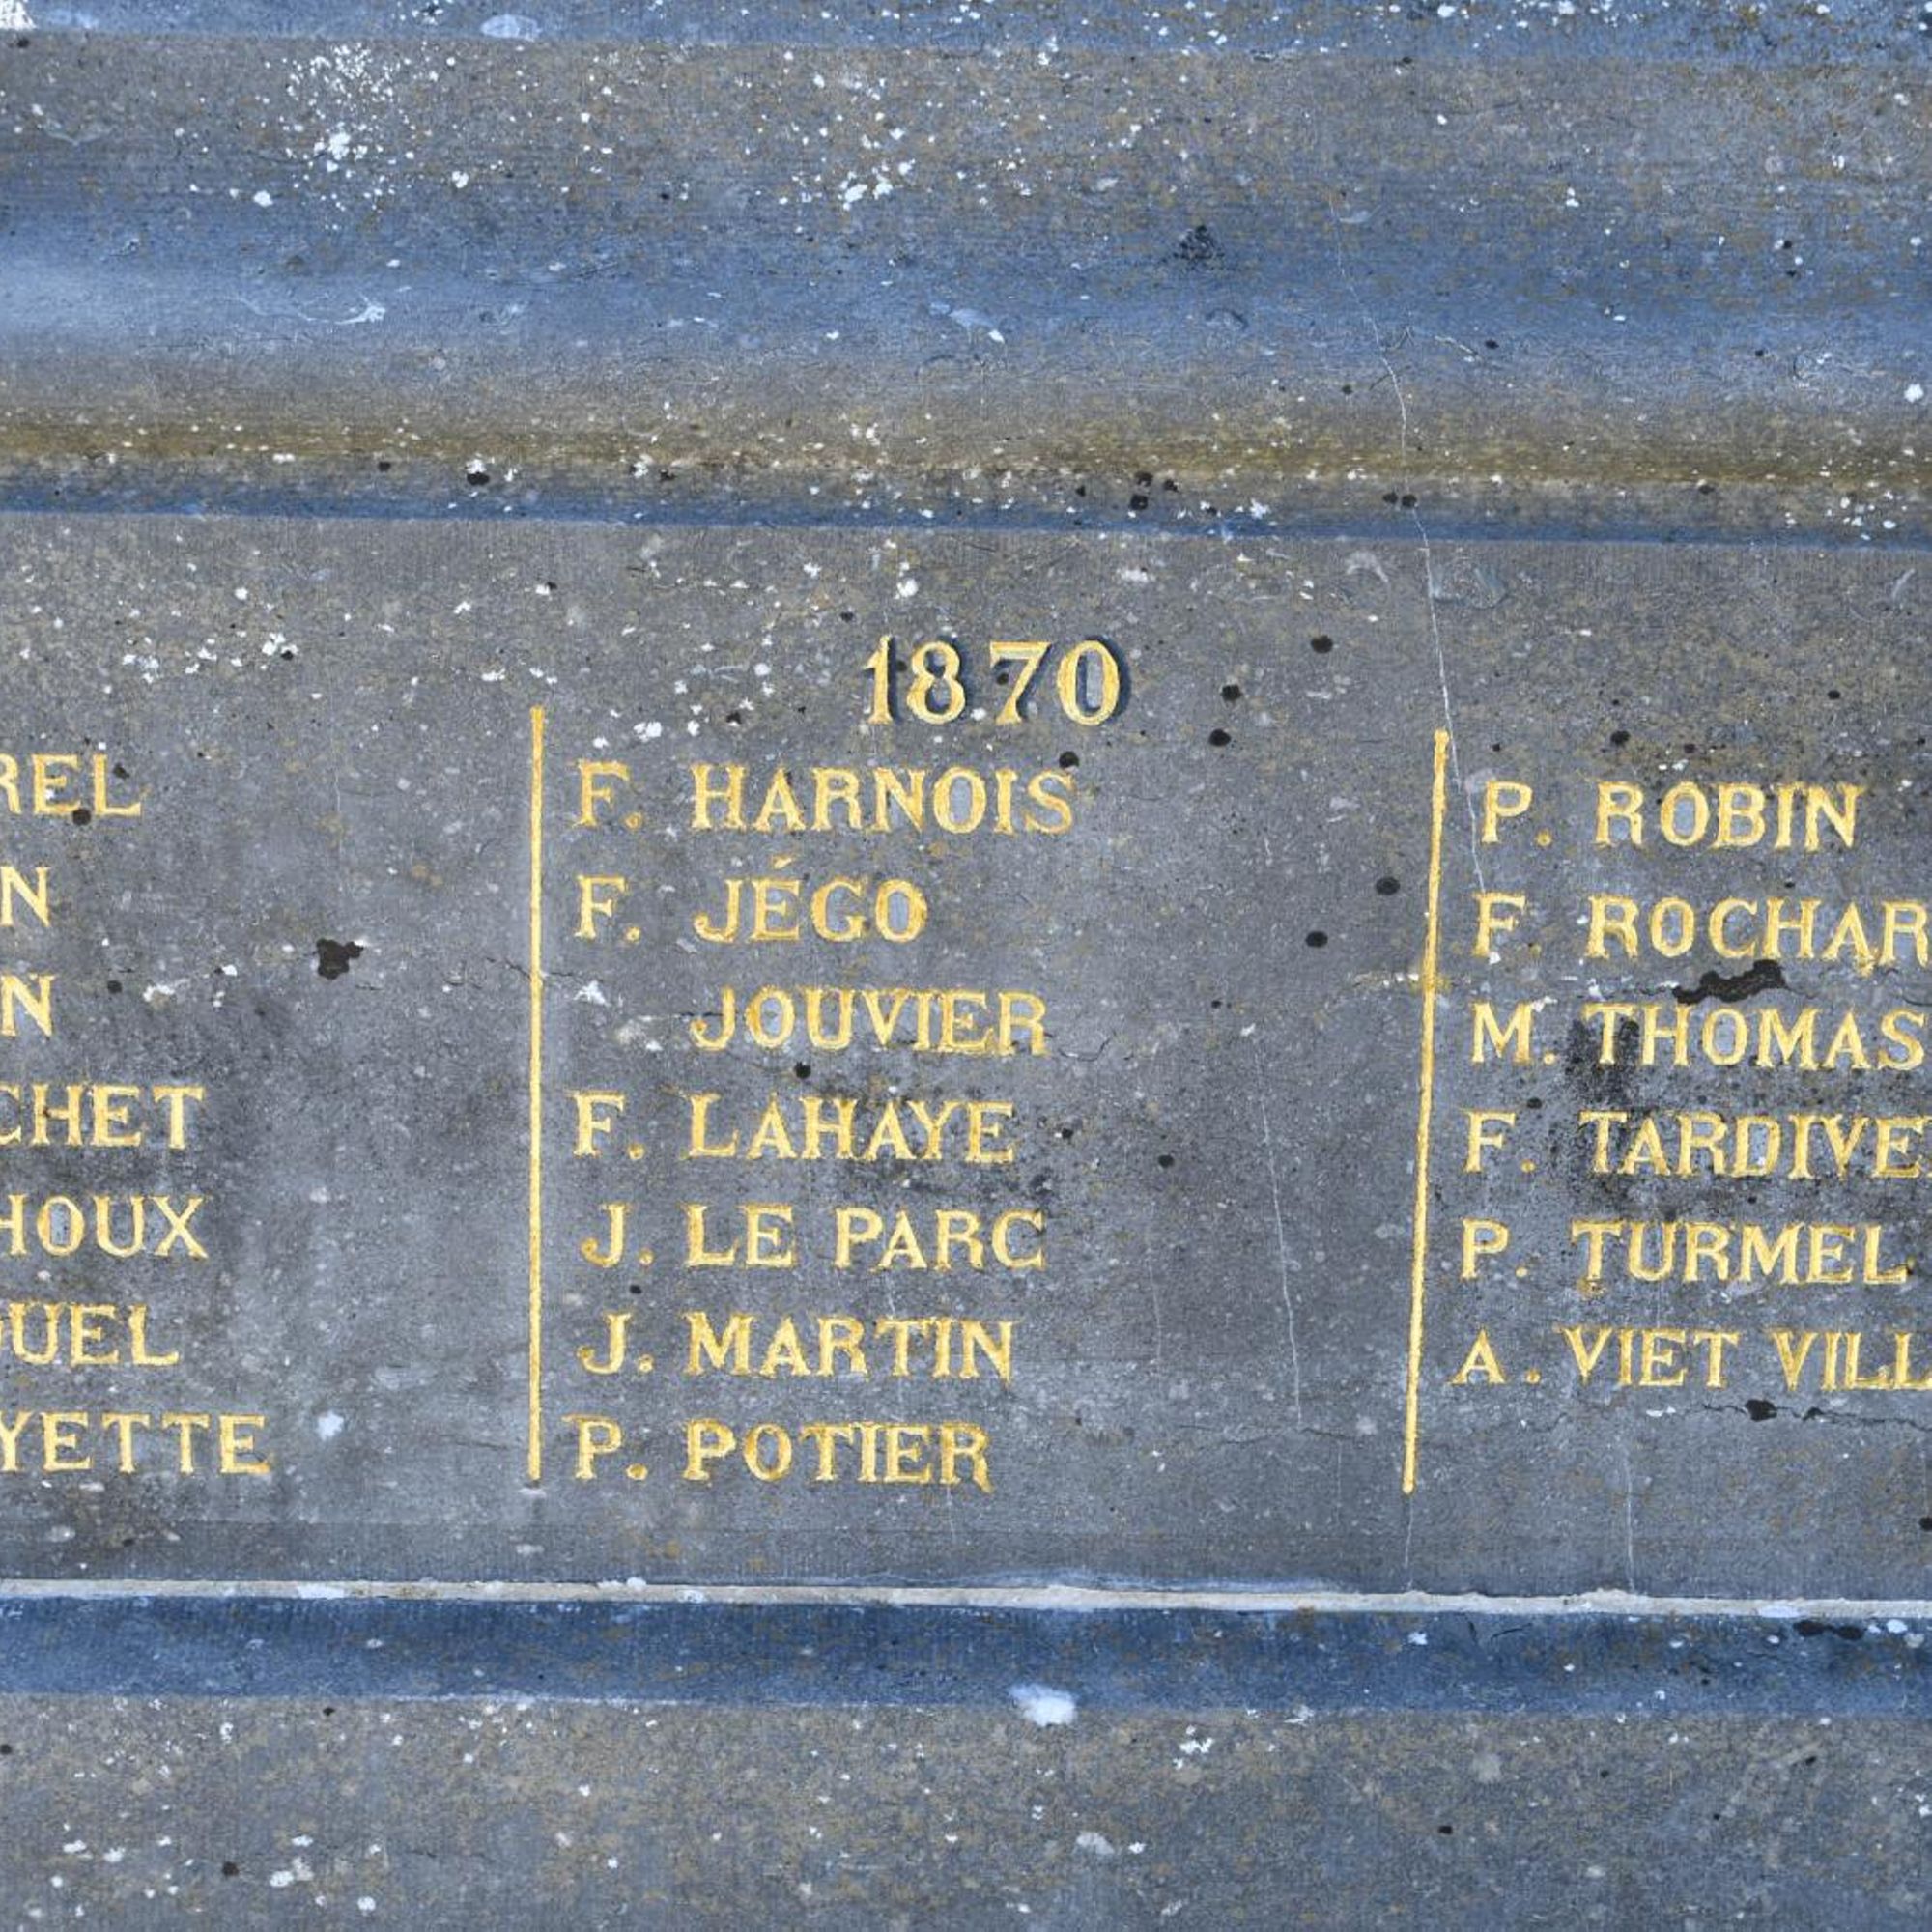 1870
REL
N
N
CHET
HOUX
UEL
YETTE
F. HARNOIS
F. JÉGO
JOUVIER
F. LAHAYE
J. LE PARC
J. MARTIN
P. POTIER
P. ROBIN
F. ROCHAR
M. THOMAS
F. TARDIVE
P. TURMEL
A. VIET VILL